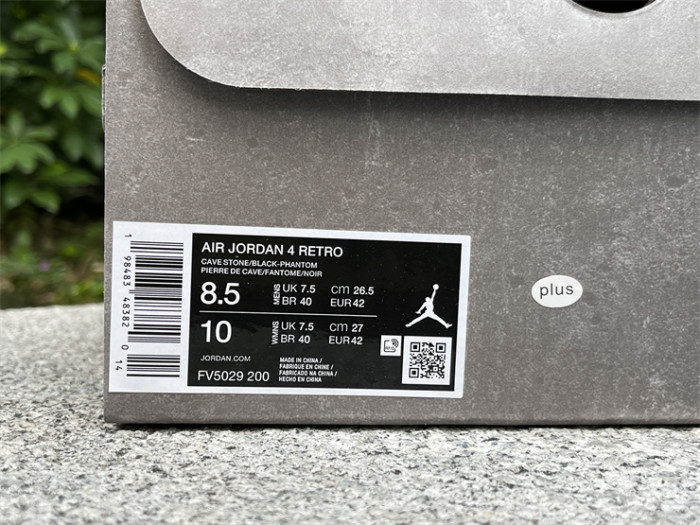 AIR JORDAN 4 RETRO
CAVE STONE/BLACK-PHANTOM
PIERRE DE CAVE/FANTOME/NOIR
8.5 MENS UK 7.5 cm 26.5
BR 40 EUR 42
10 WMNS UK 7.5 cm 27
BR 40 EUR 42
JORDAN.COM
FV5029 200
MADE IN CHINA /
FABRIQUE EN CHINE /
FABRICADO NA CHINA /
HECHO EN CHINA
1 98483 48382 0 14
plus